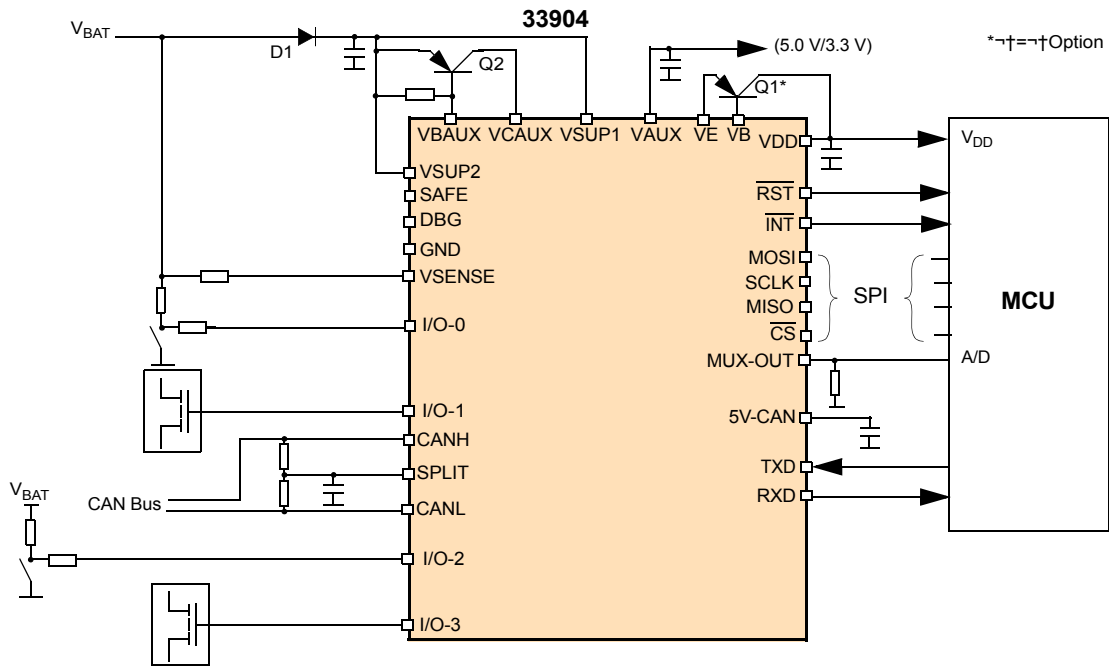 33904
VBAT
D1
Q2
(5.0 V/3.3 V)
*¬†=¬†Option
Q1*
VBAUX VCAUX VSUP1 VAUX VE VB
VDD
VDD
VSUP2
SAFE
RST
DBG
INT
GND
VSENSE
MOSI
SCLK
SPI
MCU
MISO
I/O-0
CS
MUX-OUT
A/D
I/O-1
5V-CAN
CANH
SPLIT
TXD
VBAT
CAN Bus
CANL
RXD
I/O-2
I/O-3